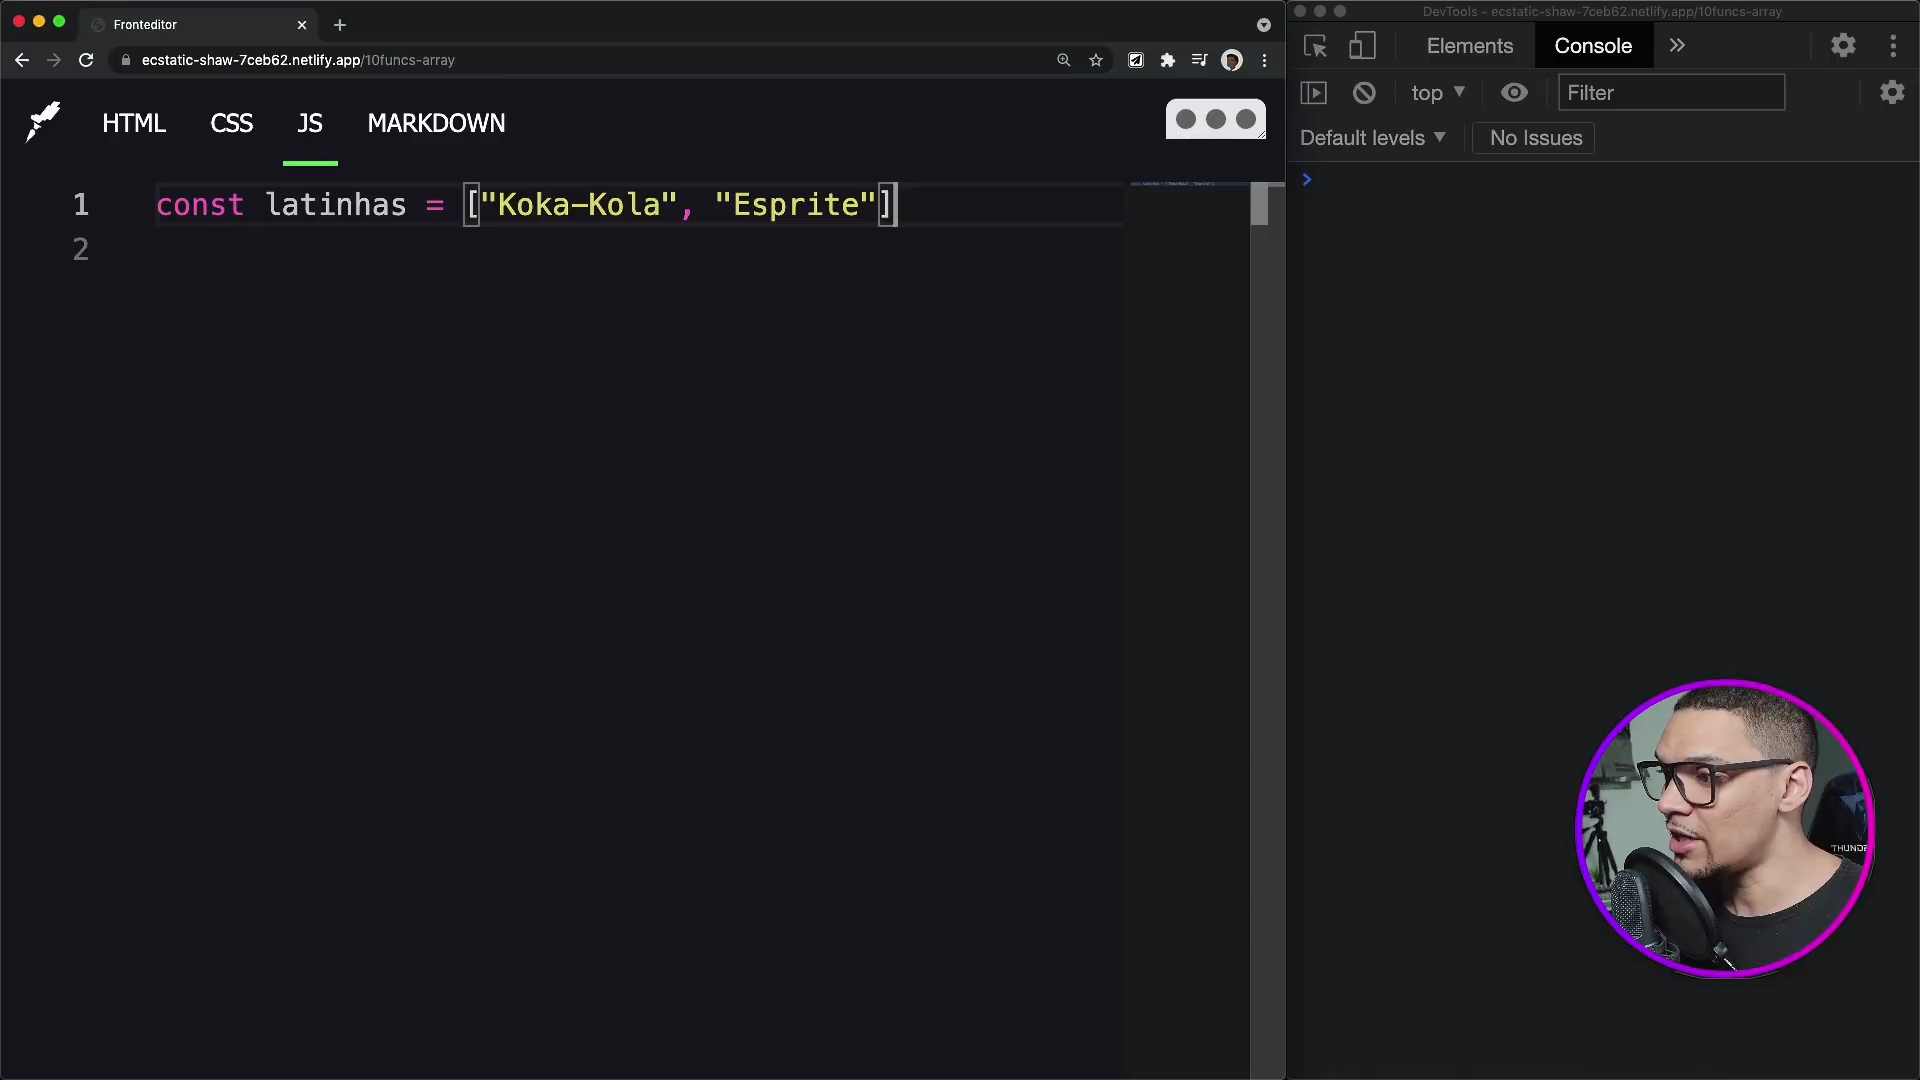 Fronteditor
ecstatic-shaw-7ceb62.netlify.app/10funcs-array
HTML CSS JS MARKDOWN
1 const latinhas = ["Koka-Kola", "Esprite"]
2
DevTools - ecstatic-shaw-7ceb62.netlify.app/10funcs-array
Elements Console
top Filter
Default levels No Issues
THUNDE